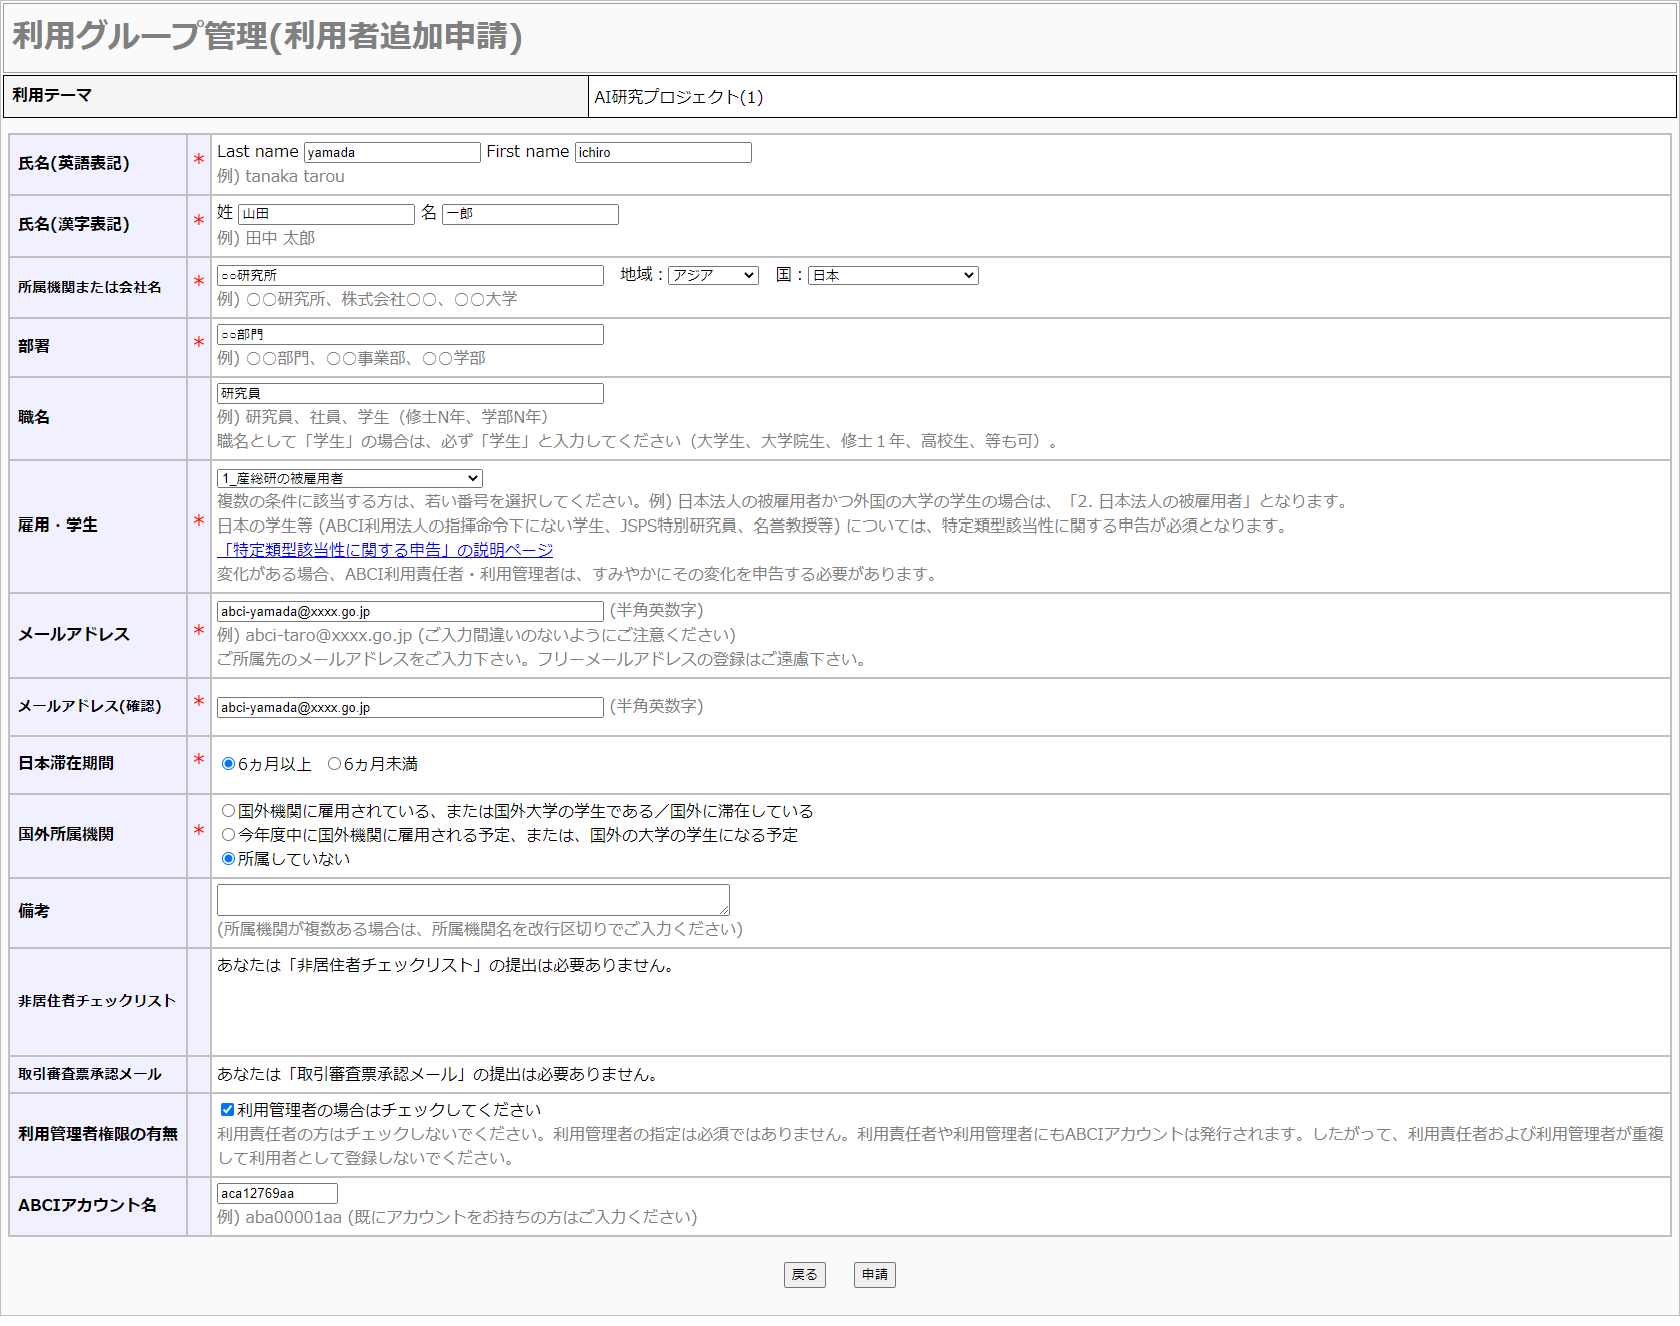 利用グループ管理(利用者追加申請)
利用テーマ AI研究プロジェクト(1)
氏名(英語表記) * Last name yamada First name ichiro
例) tanaka tarou
氏名(漢字表記) * 姓 山田 名 一郎
例) 田中 太郎
所属機関または会社名 * ○○研究所 地域：アジア 国：日本
例) 〇〇研究所、株式会社〇〇、〇〇大学
部署 * ○○部門
例) 〇〇部門、〇〇事業部、〇〇学部
職名 研究員
例) 研究員、社員、学生（修士N年、学部N年）
職名として「学生」の場合は、必ず「学生」と入力してください（大学生、大学院生、修士１年、高校生、等も可）。
雇用・学生 * 1_産総研の被雇用者
複数の条件に該当する方は、若い番号を選択してください。例) 日本法人の被雇用者かつ外国の大学の学生の場合は、「2. 日本法人の被雇用者」となります。
日本の学生等 (ABCI利用法人の指揮命令下にない学生、JSPS特別研究員、名誉教授等) については、特定類型該当性に関する申告が必須となります。
「特定類型該当性に関する申告」の説明ページ
変化がある場合、ABCI利用責任者・利用管理者は、すみやかにその変化を申告する必要があります。
メールアドレス * abci-yamada@xxxx.go.jp (半角英数字)
例) abci-taro@xxxx.go.jp (ご入力間違いのないようにご注意ください)
ご所属先のメールアドレスをご入力下さい。フリーメールアドレスの登録はご遠慮下さい。
メールアドレス(確認) * abci-yamada@xxxx.go.jp (半角英数字)
日本滞在期間 * 6ヵ月以上 6ヵ月未満
国外所属機関 * 国外機関に雇用されている、または国外大学の学生である／国外に滞在している
今年度中に国外機関に雇用される予定、または、国外の大学の学生になる予定
所属していない
備考
(所属機関が複数ある場合は、所属機関名を改行区切りでご入力ください)
非居住者チェックリスト あなたは「非居住者チェックリスト」の提出は必要ありません。
取引審査票承認メール あなたは「取引審査票承認メール」の提出は必要ありません。
利用管理者権限の有無 利用管理者の場合はチェックしてください
利用責任者の方はチェックしないでください。利用管理者の指定は必須ではありません。利用責任者や利用管理者にもABCIアカウントは発行されます。したがって、利用責任者および利用管理者が重複
して利用者として登録しないでください。
ABCIアカウント名 aca12769aa
例) aba00001aa (既にアカウントをお持ちの方はご入力ください)
戻る 申請